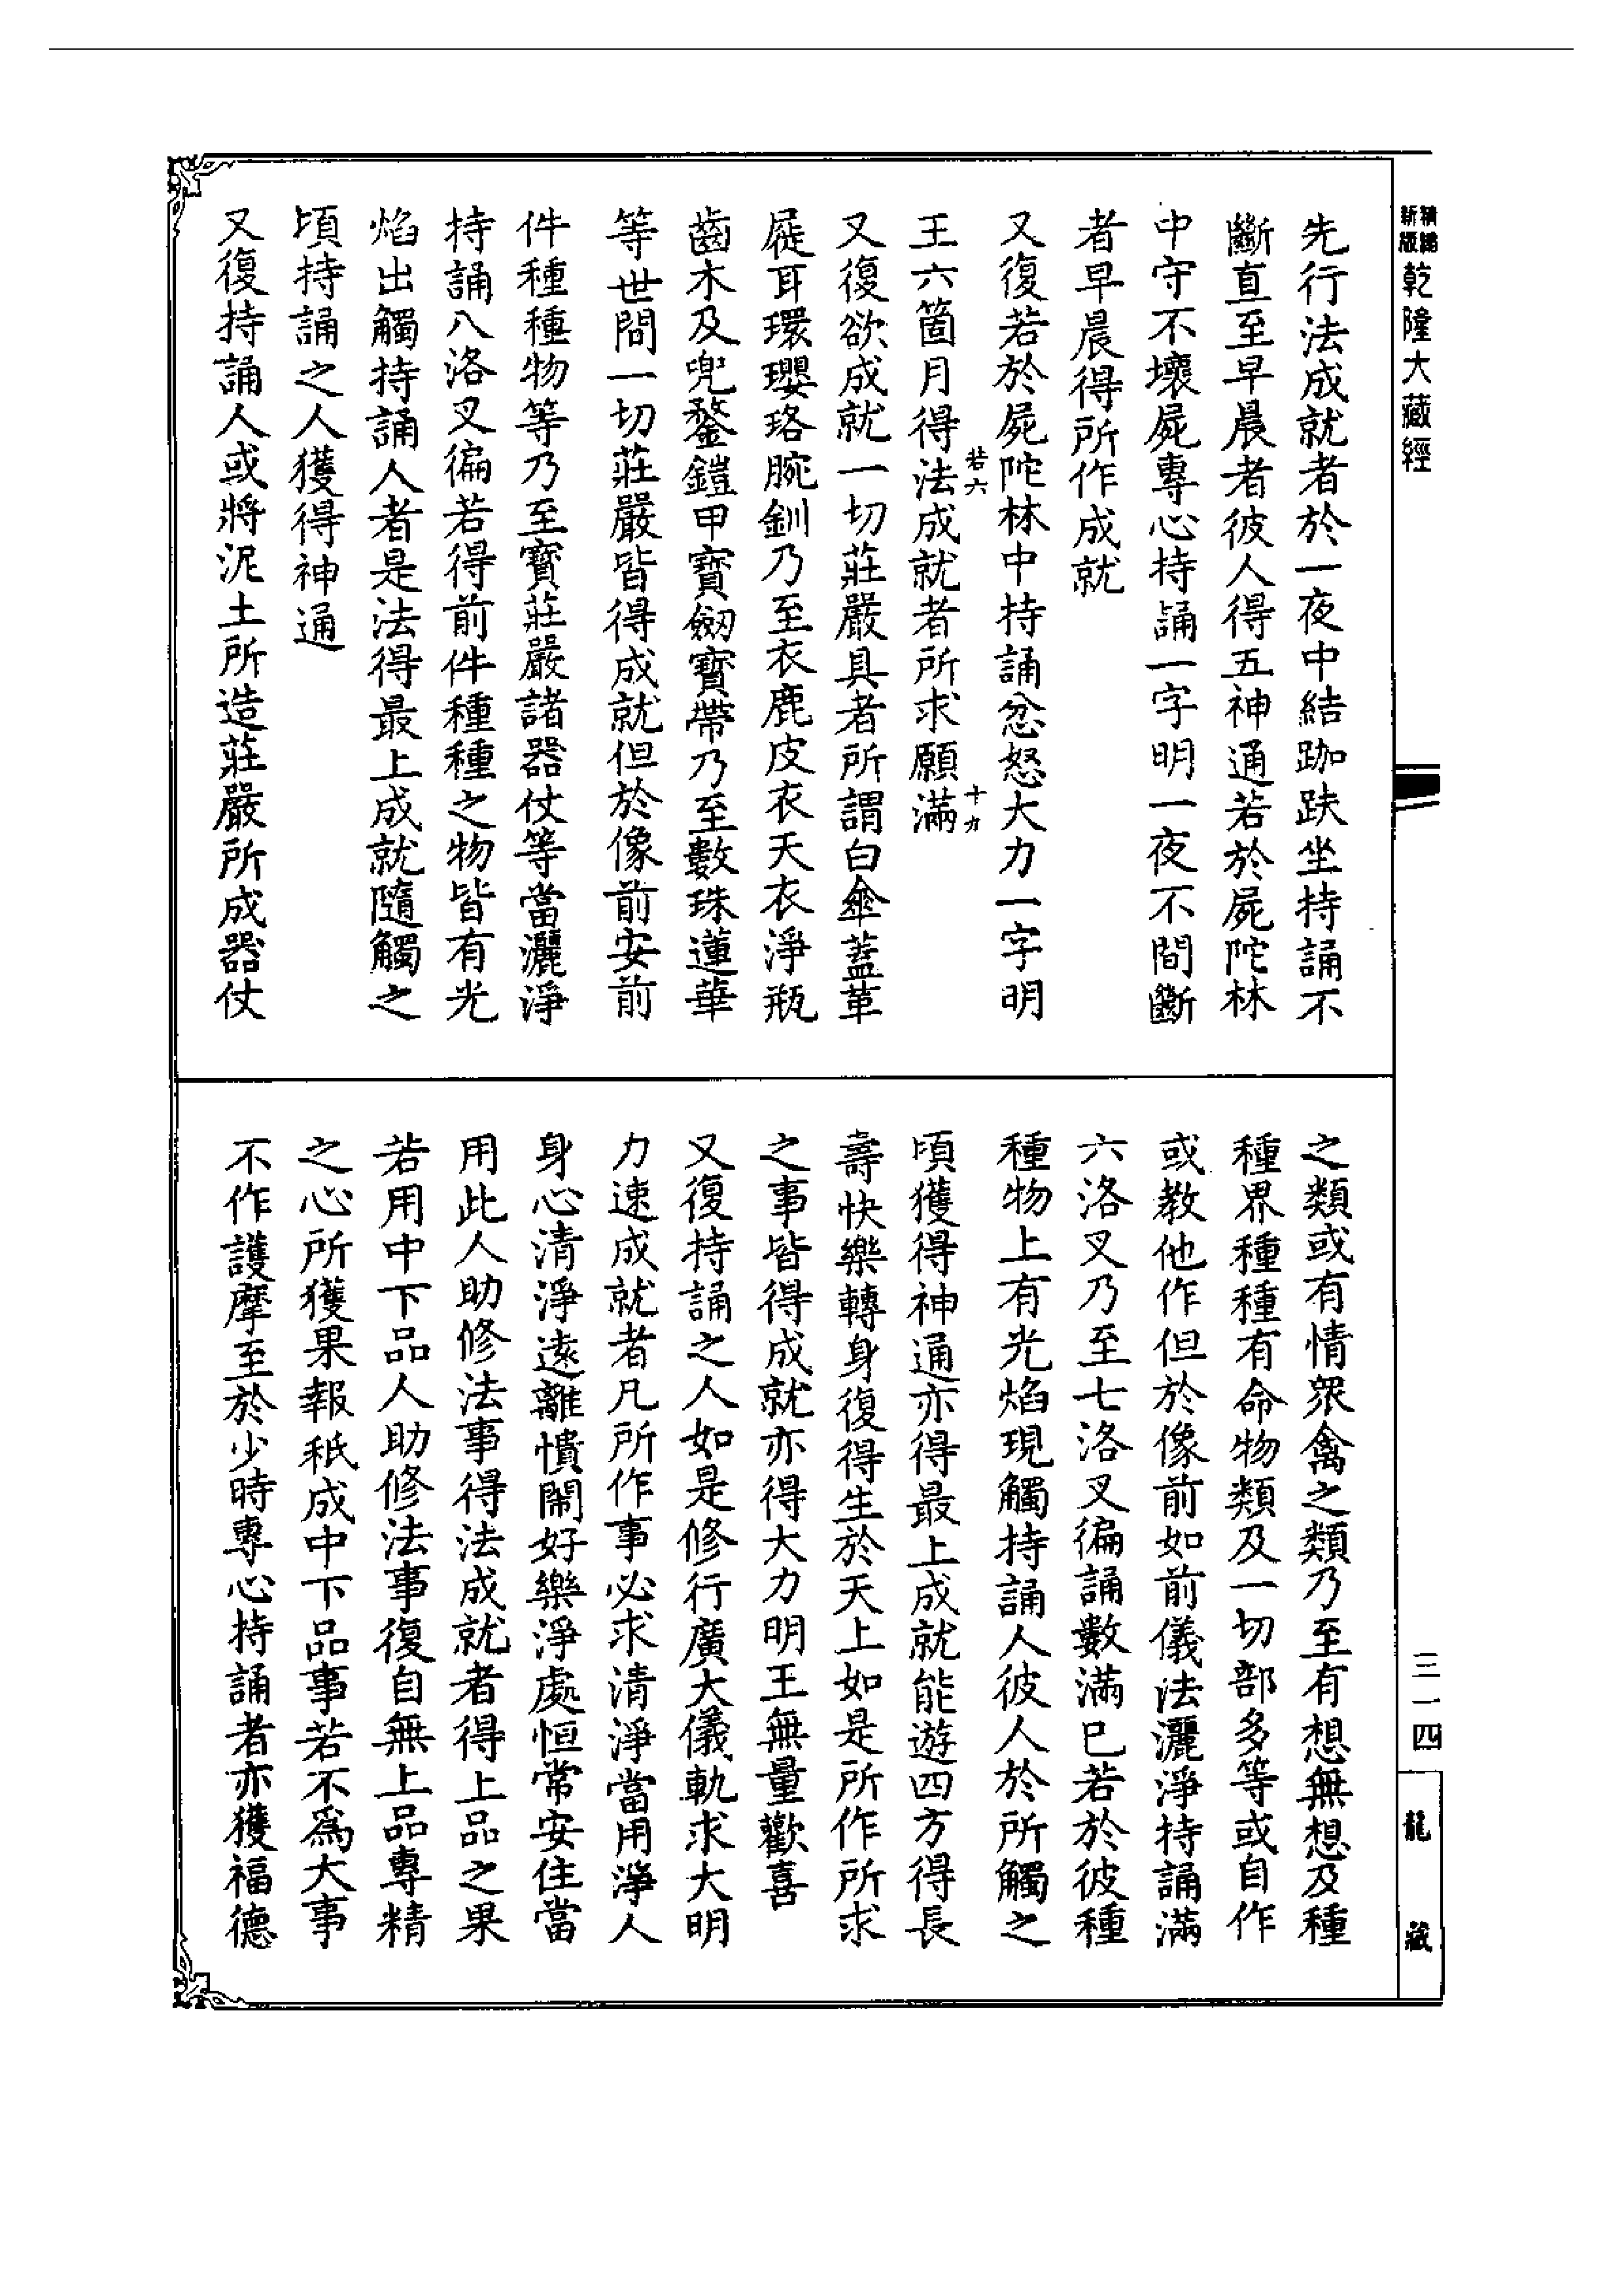 精繕新版乾隆大藏經
先行法成就者於一夜中結跏趺坐持誦不
斷直至早晨者彼人得五神通若於屍陀林
中守不壞屍專心持誦一字明一夜不間斷
者早晨得所作成就
又復若於屍陀林中持誦忿怒大力一字明
王六箇月得法成就者所求願滿
又復欲成就一切莊嚴具者所謂白傘蓋革
屣耳環瓔珞腕釧乃至衣鹿皮衣天衣淨瓶
齒木及兜鍪鎧甲寶劒寶帶乃至數珠蓮華
等世間一切莊嚴皆得成就但於像前安前
件種種物等乃至寶莊嚴諸器仗等當灑淨
持誦八洛叉徧若得前件種種之物皆有光
焰出觸持誦人者是法得最上成就隨觸之
頃持誦之人獲得神通
又復持誦人或將泥土所造莊嚴所成器仗
之類或有情眾禽之類乃至有想無想及種
種界種種有命物類及一切部多等或自作
或教他作但於像前如前儀法灑淨持誦滿
六洛叉乃至七洛叉徧誦數滿已若於彼種
種物上有光焰現觸持誦人彼人於所觸之
頃獲得神通亦得最上成就能遊四方得長
壽快樂轉身復得生於天上如是所作所求
之事皆得成就亦得大力明王無量歡喜
又復持誦之人如是修行廣大儀軌求大明
力速成就者凡所作事必求清淨當用淨人
身心清淨遠離憒鬧好樂淨處恒常安住當
用此人助修法事得法成就者得上品之果
若用中下品人助修法事復自無上品專精
之心所獲果報秖成中下品事若不爲大事
不作護摩至於少時專心持誦者亦獲福德
若六
十九
三一四
龍藏